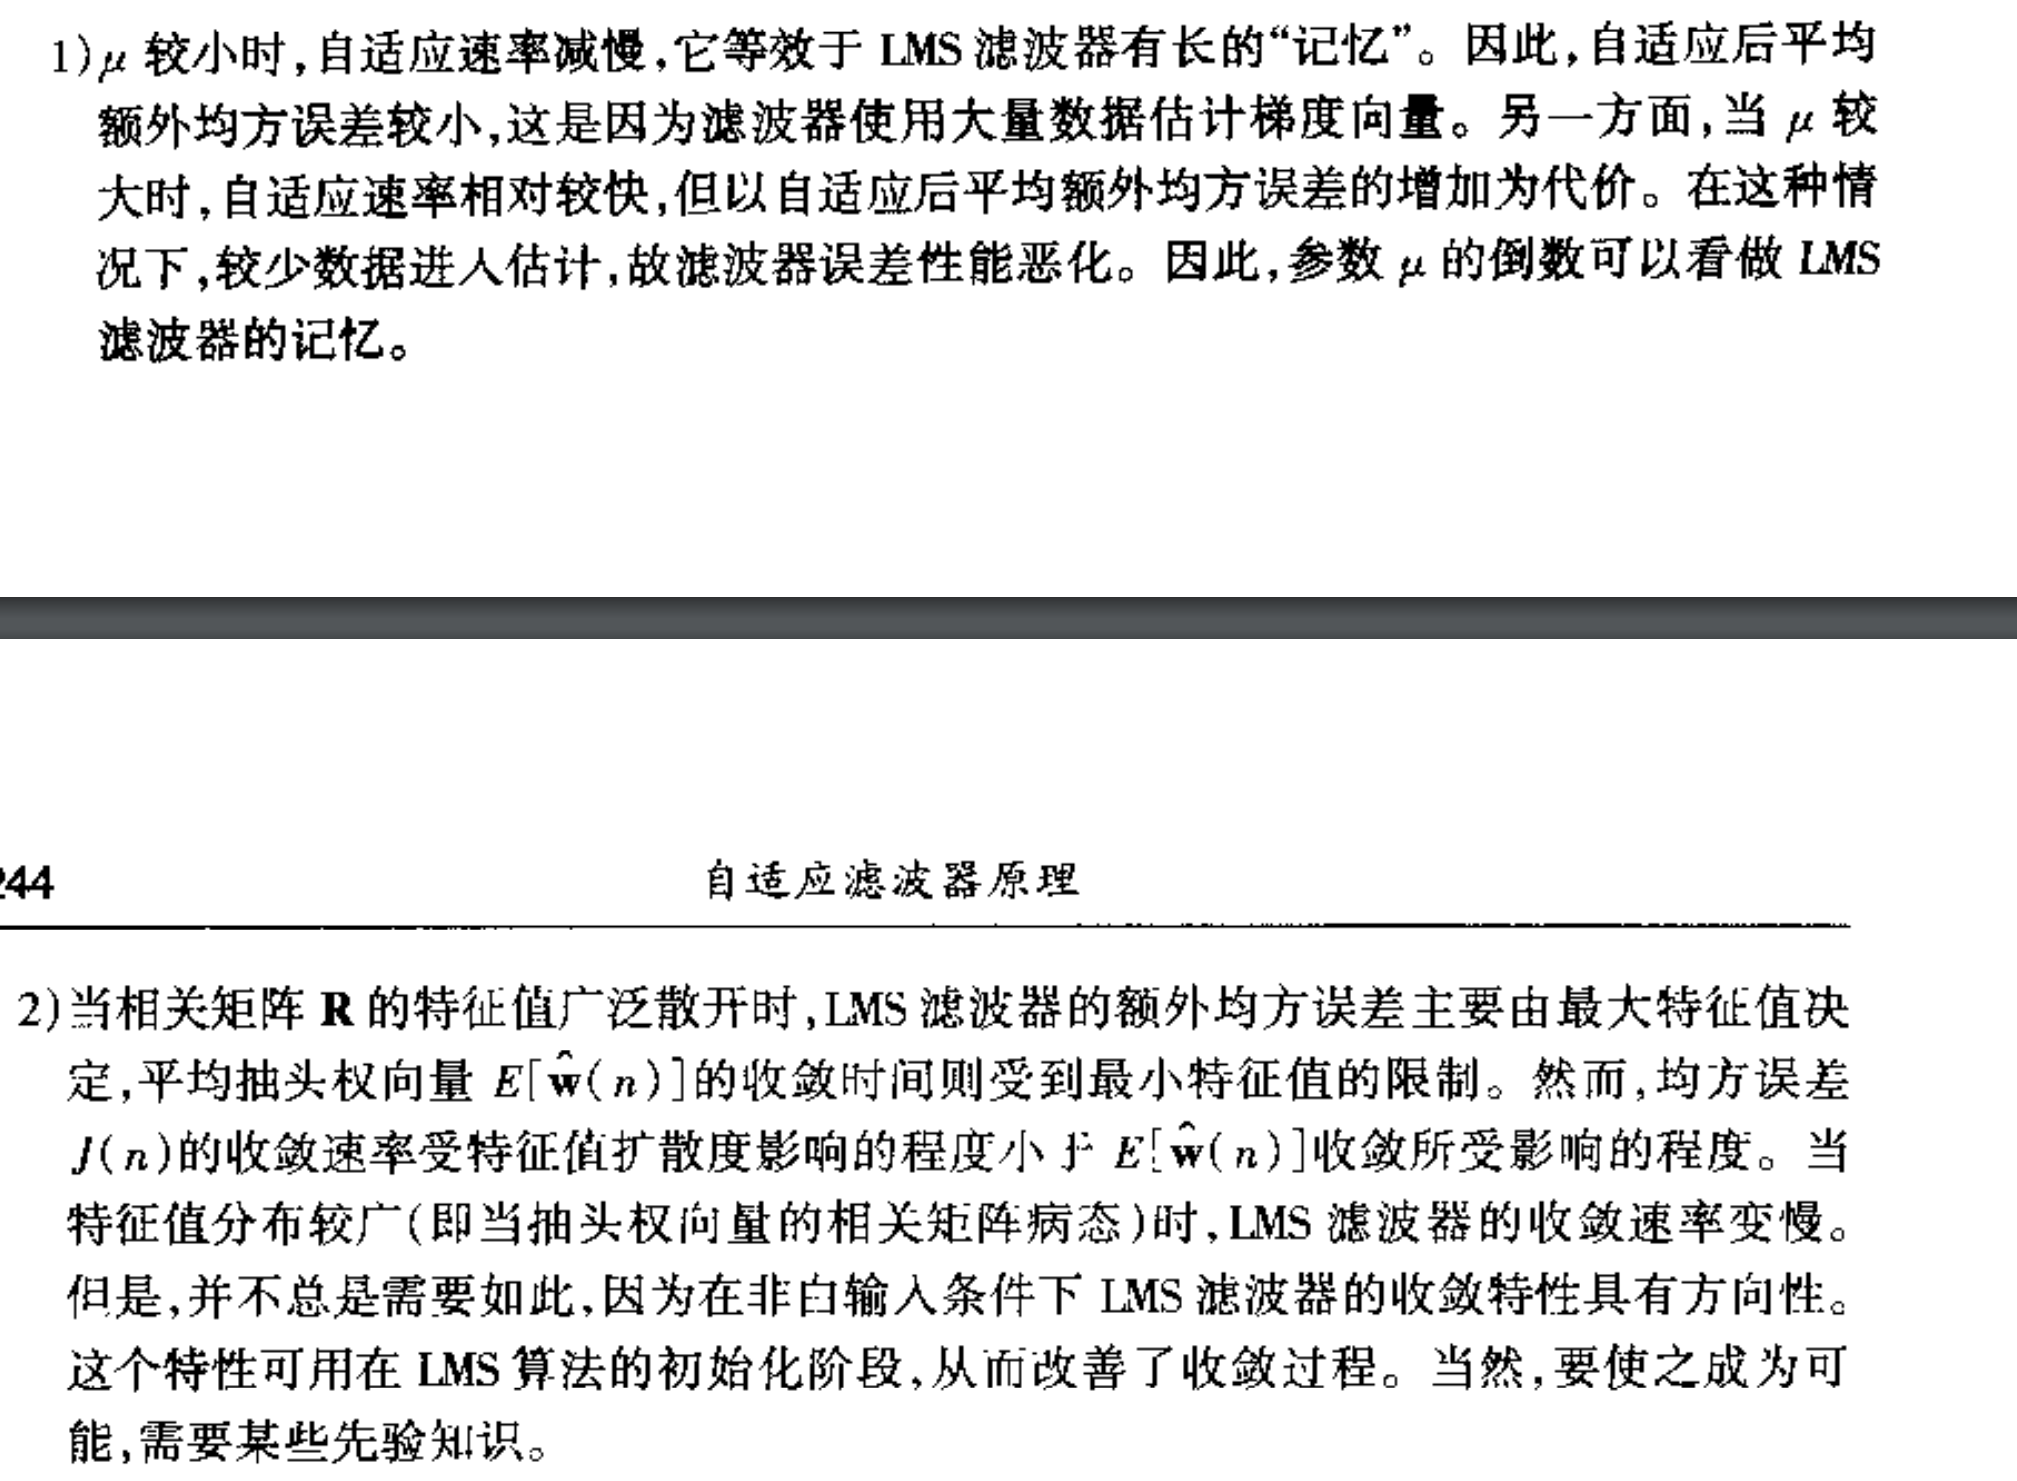 1)μ 较小时,自适应速率减慢,它等效于 LMS 滤波器有长的“记忆”。因此,自适应后平均
额外均方误差较小,这是因为滤波器使用大量数据估计梯度向量。另一方面,当 μ 较
大时,自适应速率相对较快,但以自适应后平均额外均方误差的增加为代价。在这种情
况下,较少数据进入估计,故滤波器误差性能恶化。因此,参数 μ 的倒数可以看做 LMS
滤波器的记忆。
244
自适应滤波器原理
2)当相关矩阵 R 的特征值广泛散开时,LMS 滤波器的额外均方误差主要由最大特征值决
定,平均抽头权向量 E[ŵ(n)]的收敛时间则受到最小特征值的限制。然而,均方误差
J(n)的收敛速率受特征值扩散度影响的程度小于 E[ŵ(n)]收敛所受影响的程度。当
特征值分布较广(即当抽头权向量的相关矩阵病态)时,LMS 滤波器的收敛速率变慢。
但是,并不总是需要如此,因为在非白输入条件下 LMS 滤波器的收敛特性具有方向性。
这个特性可用在 LMS 算法的初始化阶段,从而改善了收敛过程。当然,要使之成为可
能,需要某些先验知识。